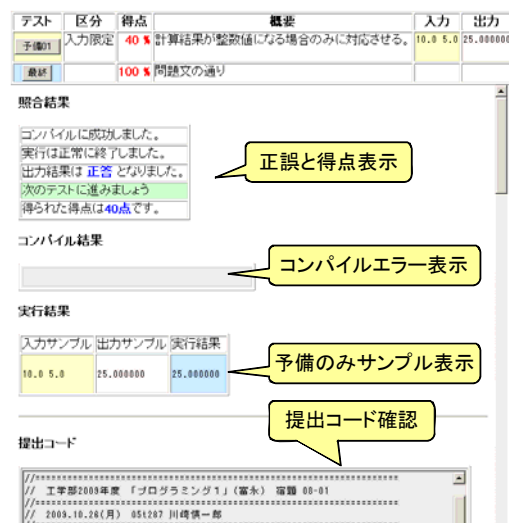 テスト 区分 得点 概要 入力 出力
予備01 入力限定 40 % 計算結果が整数値になる場合のみに対応させる。 10.0 5.0 25.000000
最終 100 % 問題文の通り
照合結果
コンパイルに成功しました。
実行は正常に終了しました。
出力結果は 正答 となりました。
次のテストに進みましょう
得られた得点は40点です。
正誤と得点表示
コンパイル結果
コンパイルエラー表示
実行結果
入力サンプル 出力サンプル 実行結果
10.0 5.0 25.000000 25.000000
予備のみサンプル表示
提出コード確認
提出コード
// 工学部2009年度 「プログラミング1」(富永) 宿題 08-01
// 2009.10.26(月) 05t287 川崎慎一郎